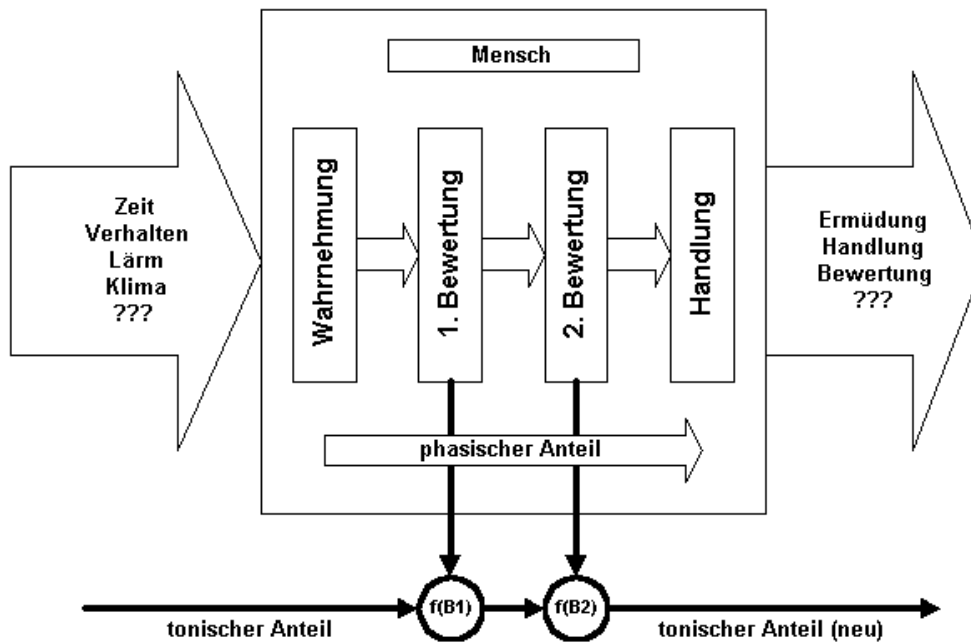 Mensch
Zeit
Verhalten
Lärm
Klima
???
Wahrnehmung
1. Bewertung
2. Bewertung
Handlung
Ermüdung
Handlung
Bewertung
???
phasischer Anteil
f(B1)
f(B2)
tonischer Anteil
tonischer Anteil (neu)